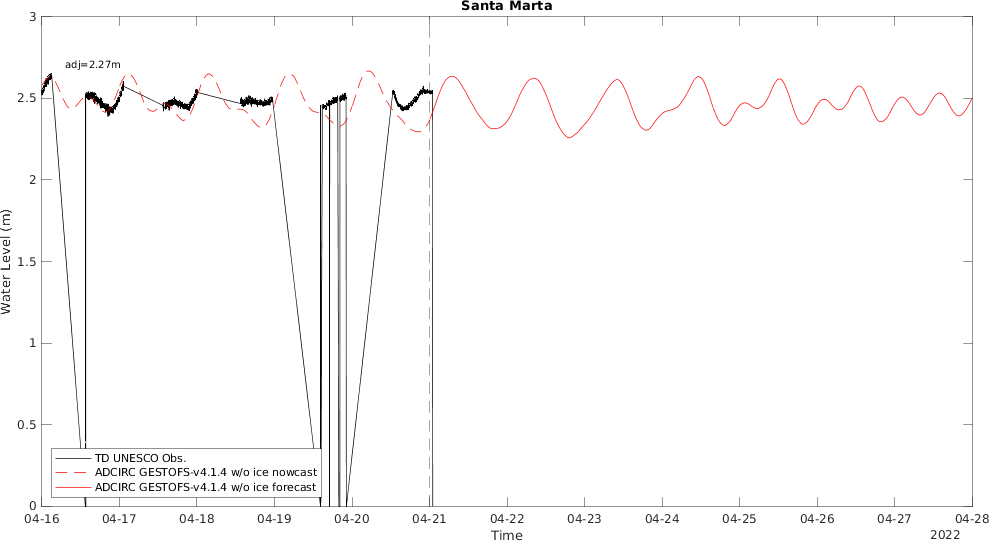 Santa Marta
adj=2.27m
Water Level (m)
3
2.5
2
1.5
1
0.5
0
TD UNESCO Obs.
ADCIRC GESTOFS-v4.1.4 w/o ice nowcast
ADCIRC GESTOFS-v4.1.4 w/o ice forecast
04-16 04-17 04-18 04-19 04-20 04-21 04-22 04-23 04-24 04-25 04-26 04-27 04-28
Time
2022